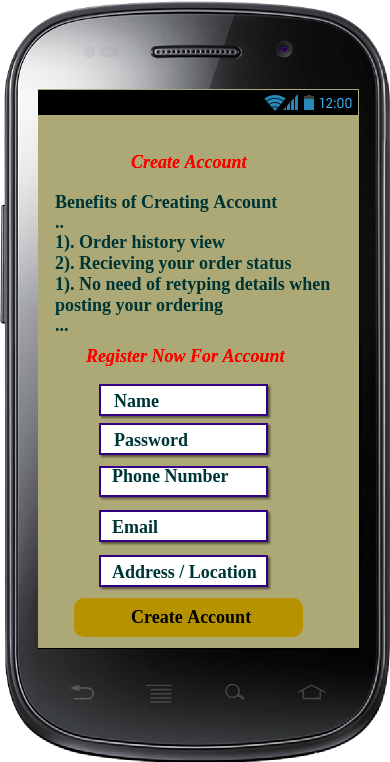 12:00
Create Account
Benefits of Creating Account
..
1). Order history view
2). Recieving your order status
1). No need of retyping details when
posting your ordering
...
Register Now For Account
Name
Password
Phone Number
Email
Address / Location
Create Account